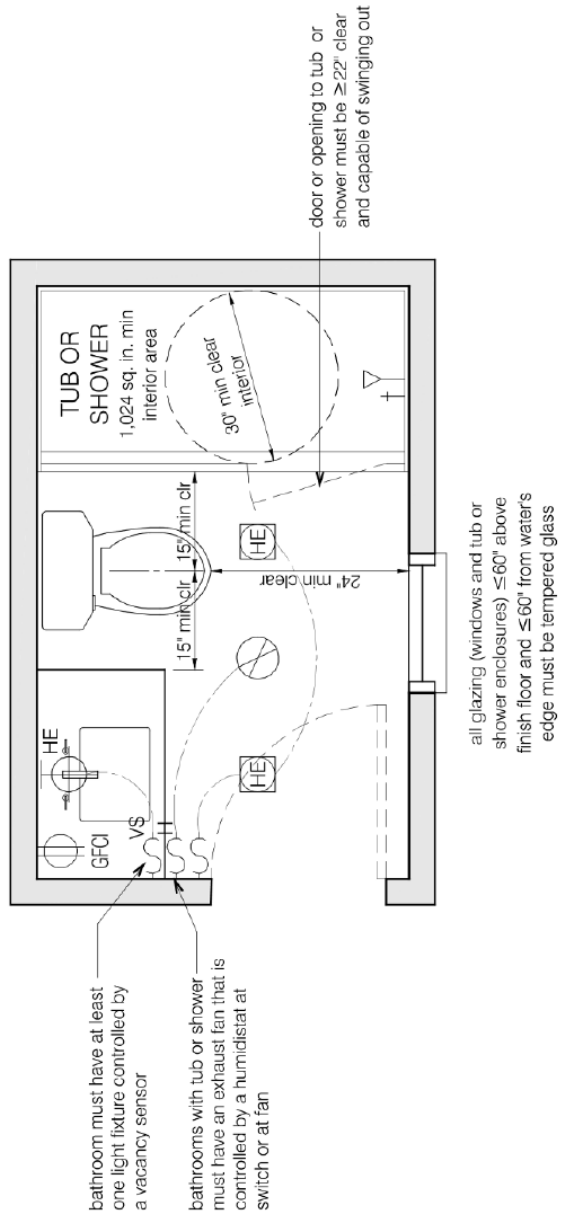 bathroom must have at least
one light fixture controlled by
a vacancy sensor
bathrooms with tub or shower
must have an exhaust fan that is
controlled by a humidistat at
switch or at fan
HE
GFCI
VS
H
HE
HE
15" min clr
15" min clr
24" min clear
TUB OR
SHOWER
1,024 sq. in. min
interior area
30" min clear
interior
door or opening to tub or
shower must be ≥22" clear
and capable of swinging out
all glazing (windows and tub or
shower enclosures) ≤60" above
finish floor and ≤60" from water's
edge must be tempered glass